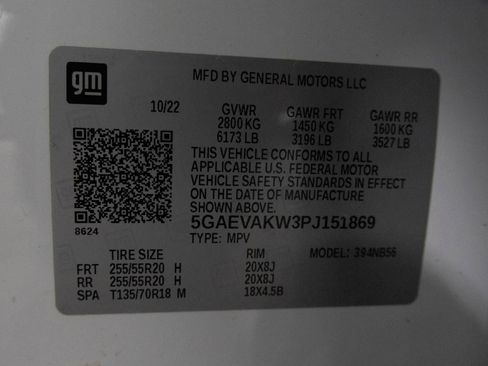 gm
MFD BY GENERAL MOTORS LLC
10/22 GVWR GAWR FRT GAWR RR
2800 KG 1450 KG 1600 KG
6173 LB 3196 LB 3527 LB
THIS VEHICLE CONFORMS TO ALL
APPLICABLE U.S. FEDERAL MOTOR
VEHICLE SAFETY STANDARDS IN EFFECT
ON THE DATE OF MANUFACTURE
SHOWN ABOVE.
8624 5GAEVAKW3PJ151869
TYPE: MPV
TIRE SIZE RIM MODEL: 394NB56
FRT 255/55R20 H 20X8J
RR 255/55R20 H 20X8J
SPA T135/70R18 M 18X4.5B